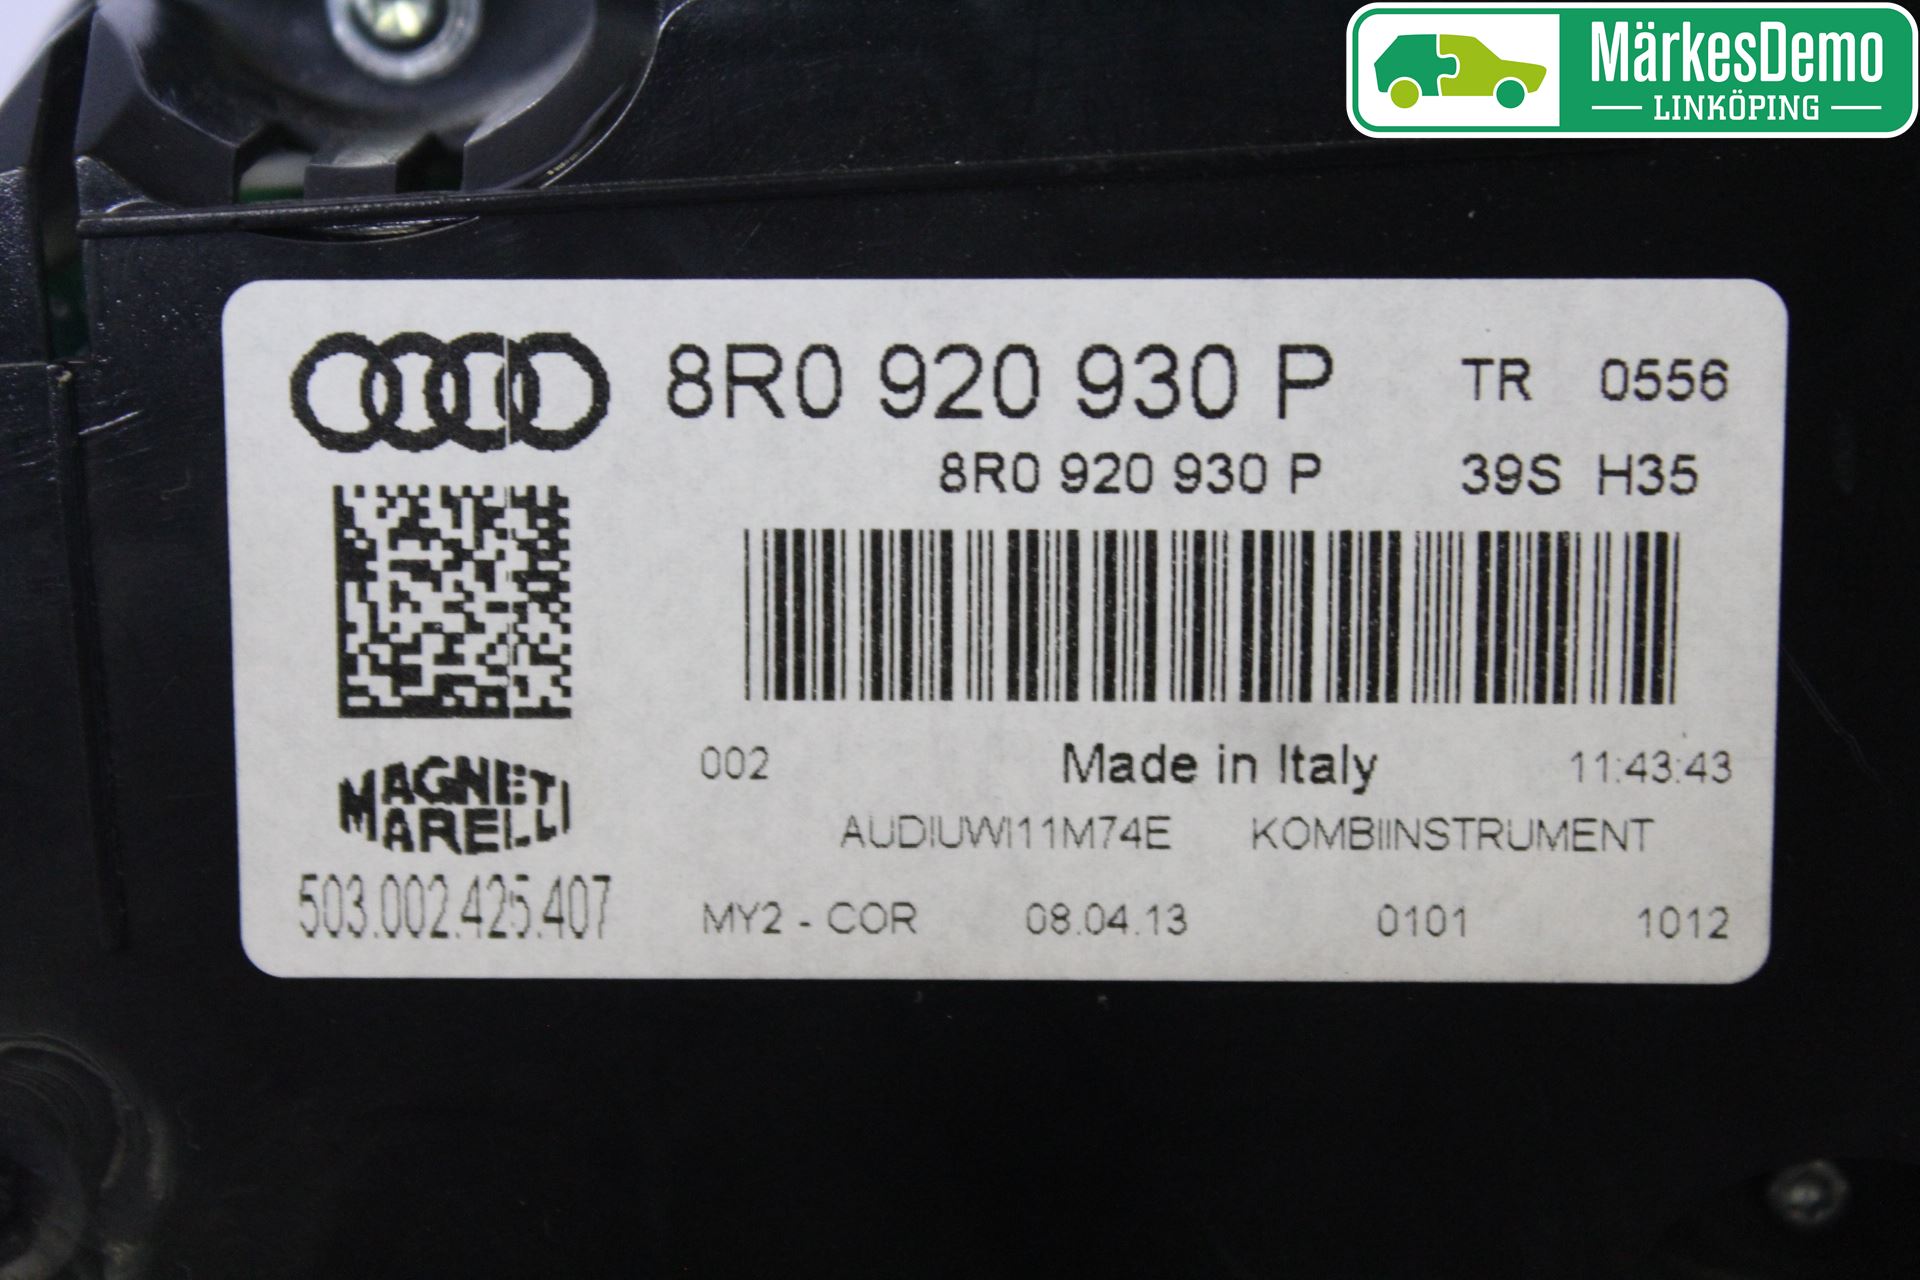 MärkesDemo
LINKÖPING
8R0 920 930 P TR 0556
8R0 920 930 P 39S H35
002 Made in Italy 11:43:43
MAGNETI
MARELLI
AUDIUWI11M74E KOMBIINSTRUMENT
503.002.425.407 MY2 - COR 08.04.13 0101 1012